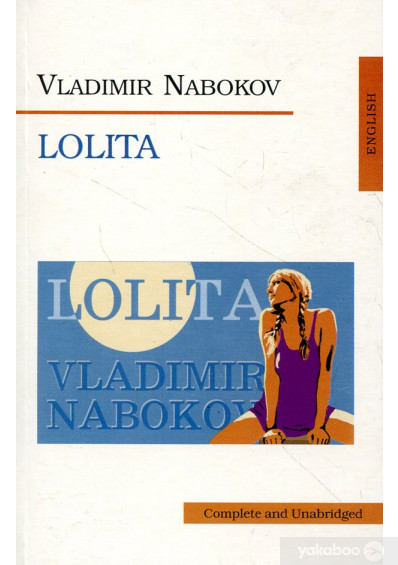 VLADIMIR NABOKOV
LOLITA
ENGLISH
LOLITA
VLADIMIR
NABOKOV
Complete and Unabridged
yakaboo